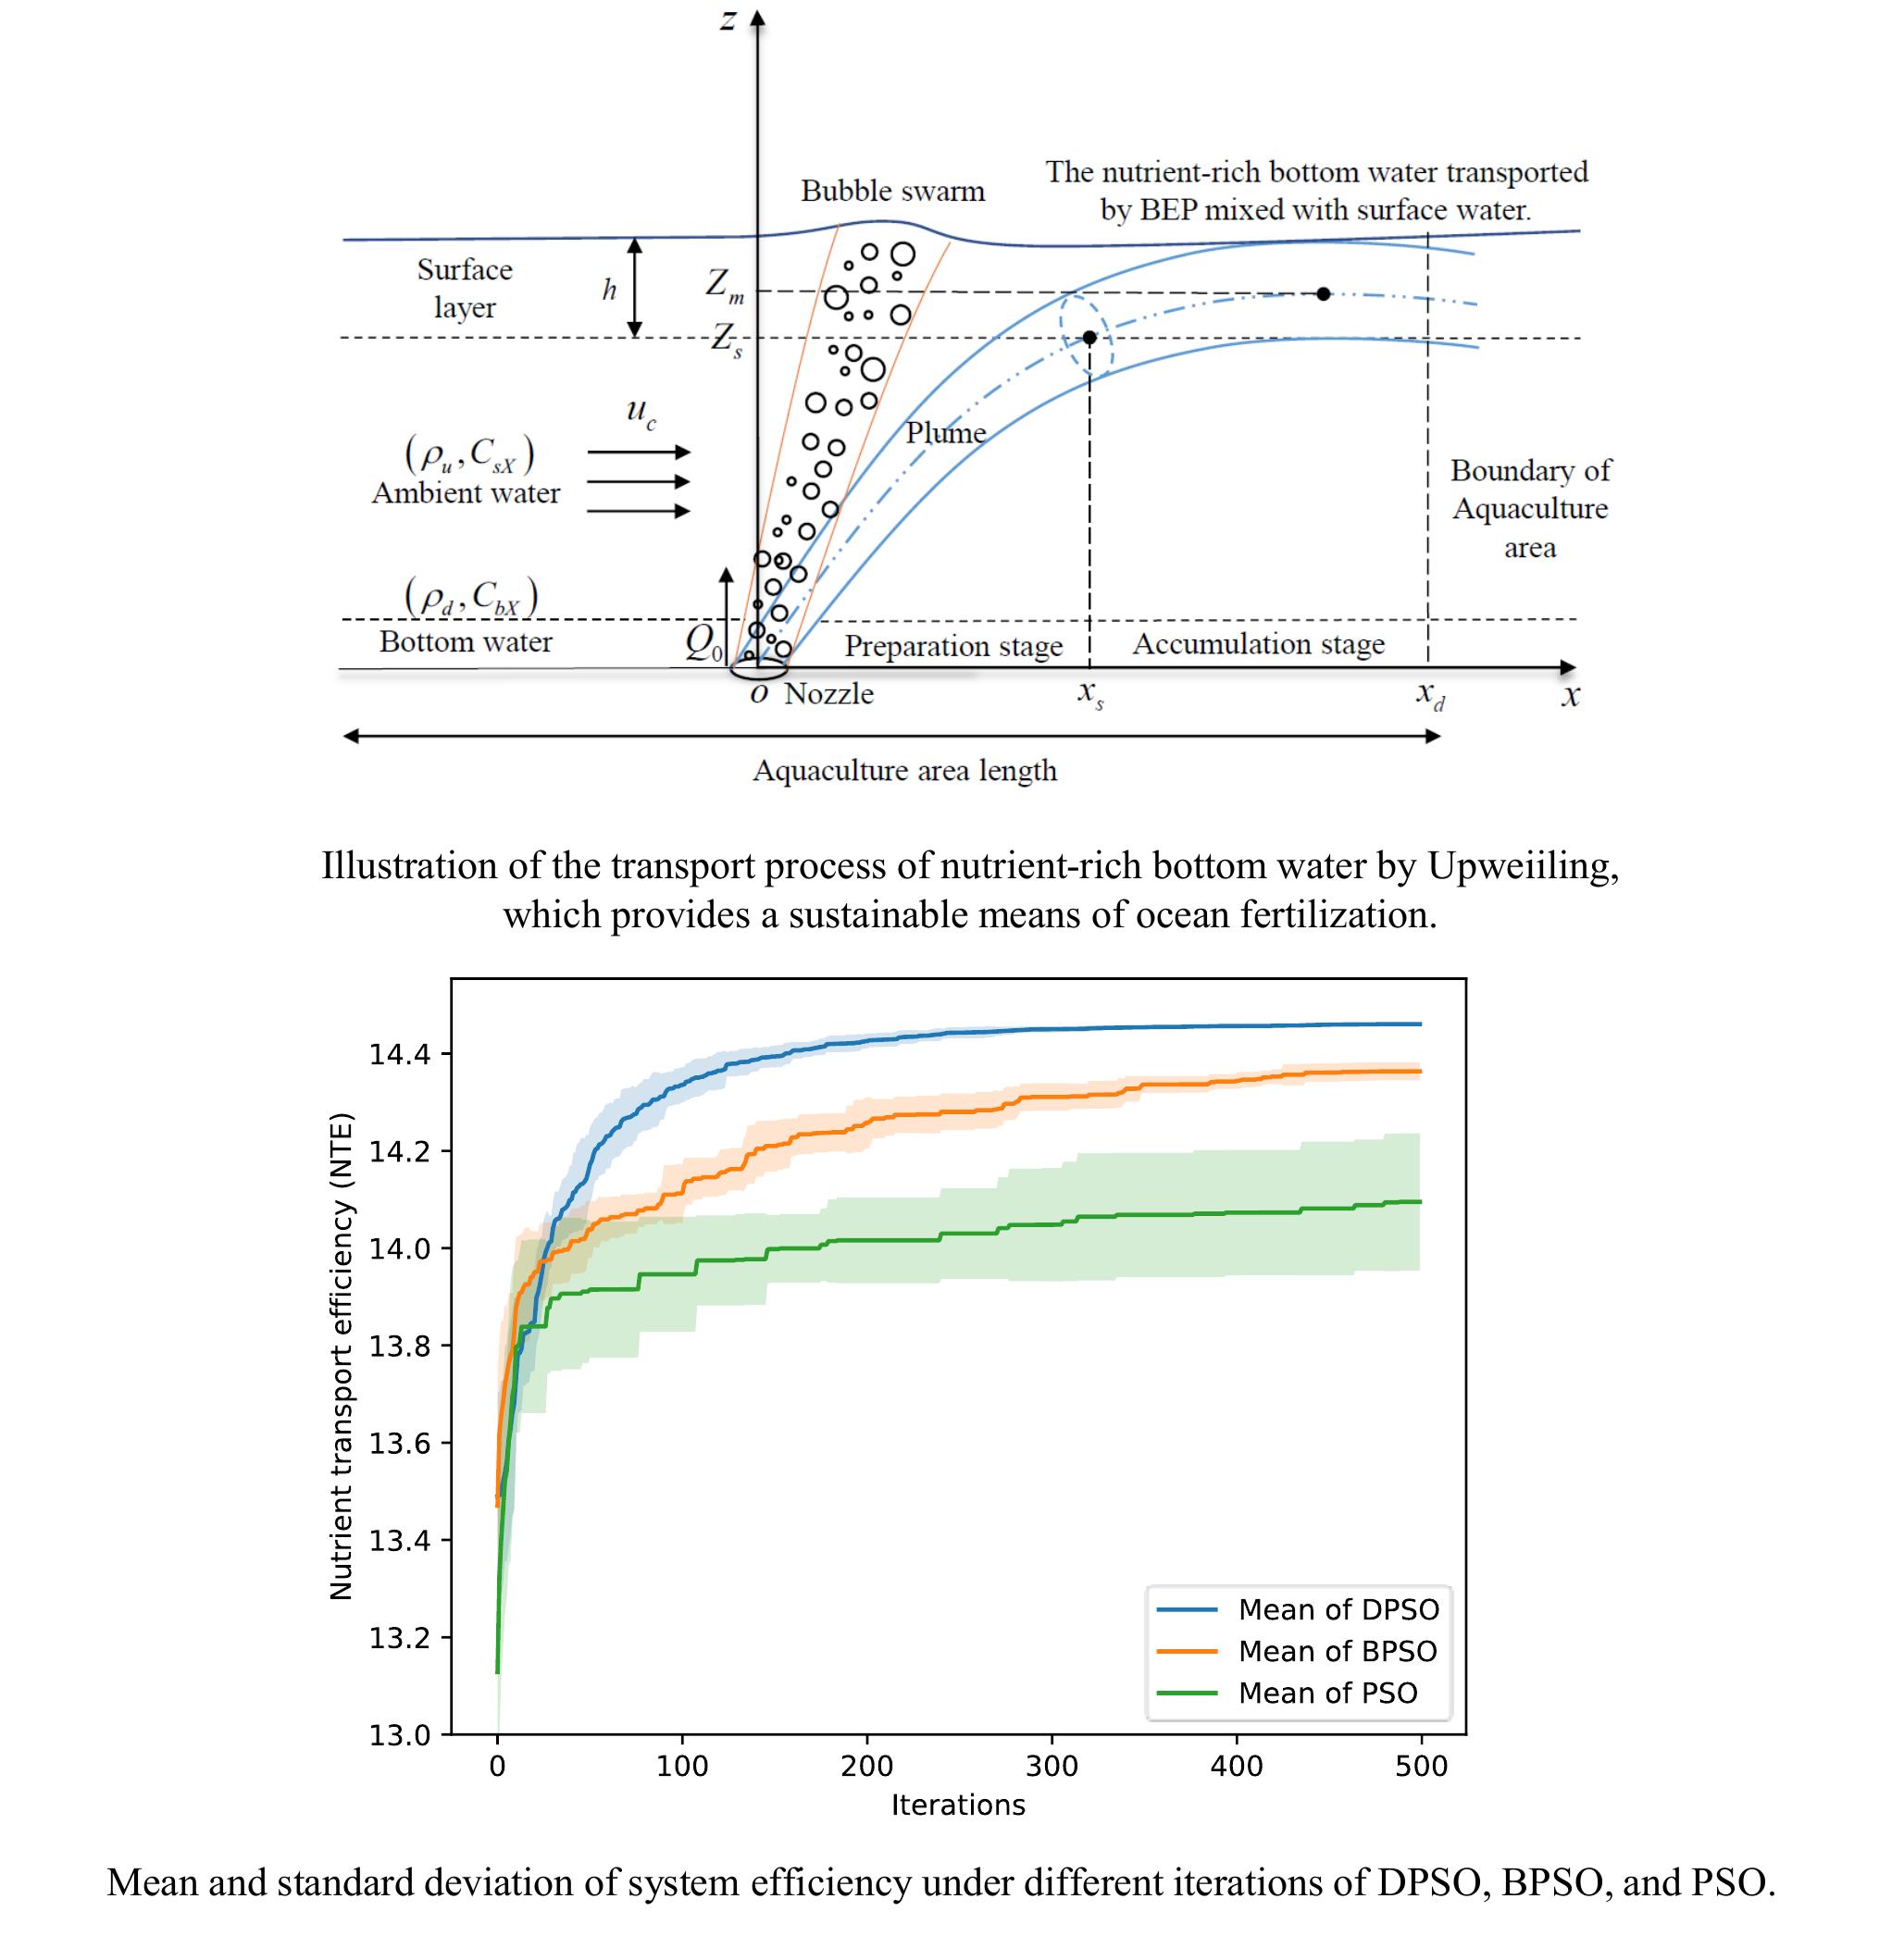 z
The nutrient-rich bottom water transported
by BEP mixed with surface water.
Bubble swarm
Surface
layer
h
Z_m
Z_s
u_c
Plume
(ρ_u, C_sX)
Ambient water
Boundary of
Aquaculture
area
(ρ_d, C_bX)
Bottom water
Q_0
Preparation stage
Accumulation stage
o
Nozzle
x_s
x_d
x
Aquaculture area length
Illustration of the transport process of nutrient-rich bottom water by Upweiiling,
which provides a sustainable means of ocean fertilization.
Nutrient transport efficiency (NTE)
14.4
14.2
14.0
13.8
13.6
13.4
13.2
13.0
Mean of DPSO
Mean of BPSO
Mean of PSO
0 100 200 300 400 500
Iterations
Mean and standard deviation of system efficiency under different iterations of DPSO, BPSO, and PSO.